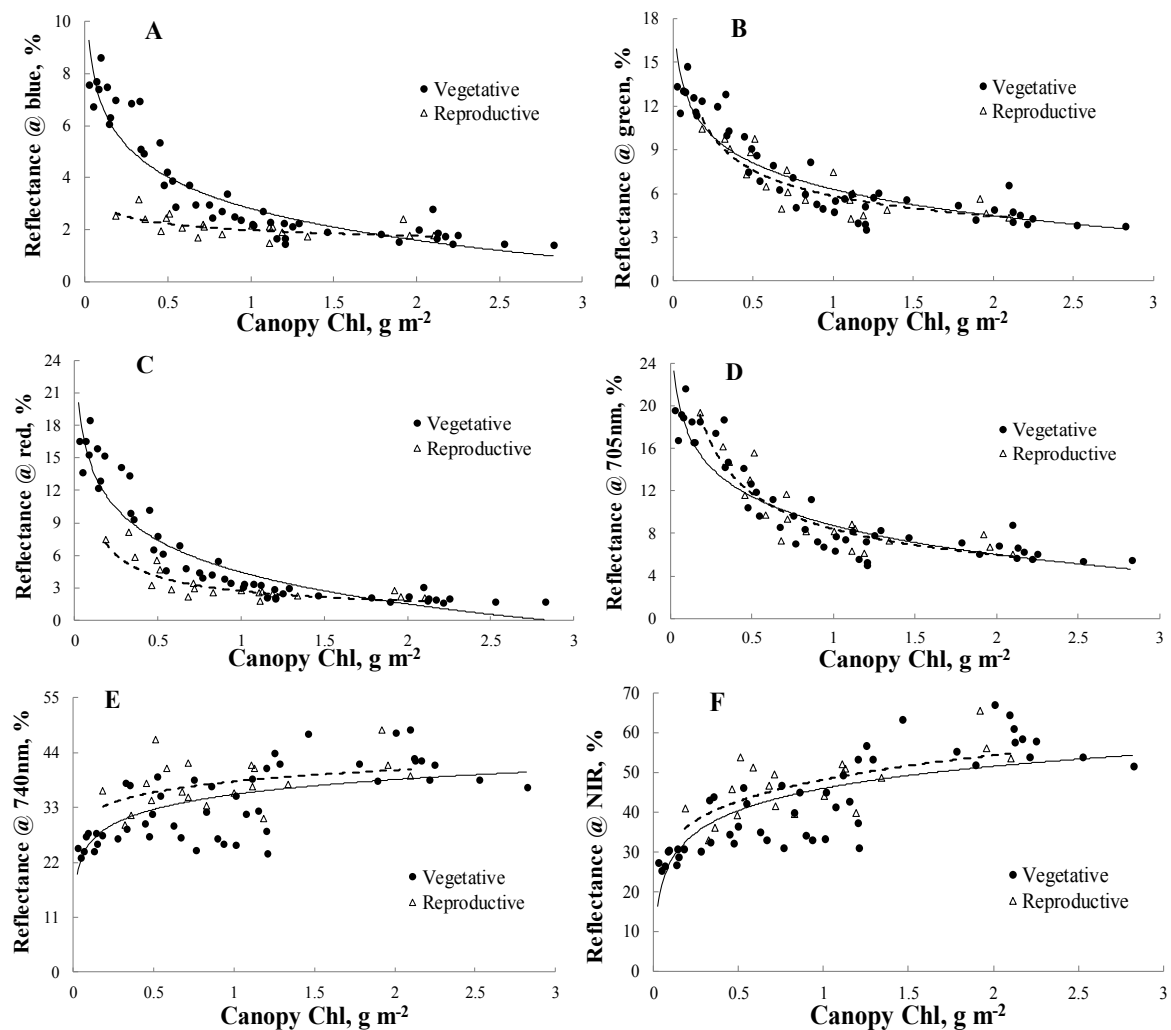 A
Reflectance @ blue, %
10
8
6
4
2
0
Vegetative
Reproductive
0 0.5 1 1.5 2 2.5 3
Canopy Chl, g m-2
B
Reflectance @ green, %
18
15
12
9
6
3
0
Vegetative
Reproductive
0 0.5 1 1.5 2 2.5 3
Canopy Chl, g m-2
C
Reflectance @ red, %
24
21
18
15
12
9
6
3
0
Vegetative
Reproductive
0 0.5 1 1.5 2 2.5 3
Canopy Chl, g m-2
D
Reflectance @ 705nm, %
24
20
16
12
8
4
0
Vegetative
Reproductive
0 0.5 1 1.5 2 2.5 3
Canopy Chl, g m-2
E
Reflectance @ 740nm, %
55
44
33
22
11
0
Vegetative
Reproductive
0 0.5 1 1.5 2 2.5 3
Canopy Chl, g m-2
F
Reflectance @ NIR, %
70
60
50
40
30
20
10
0
Vegetative
Reproductive
0 0.5 1 1.5 2 2.5 3
Canopy Chl, g m-2